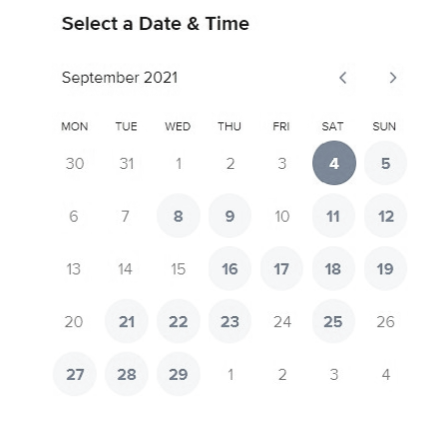 Select a Date & Time
September 2021
MON TUE WED THU FRI SAT SUN
30 31 1 2 3 4 5
6 7 8 9 10 11 12
13 14 15 16 17 18 19
20 21 22 23 24 25 26
27 28 29 1 2 3 4